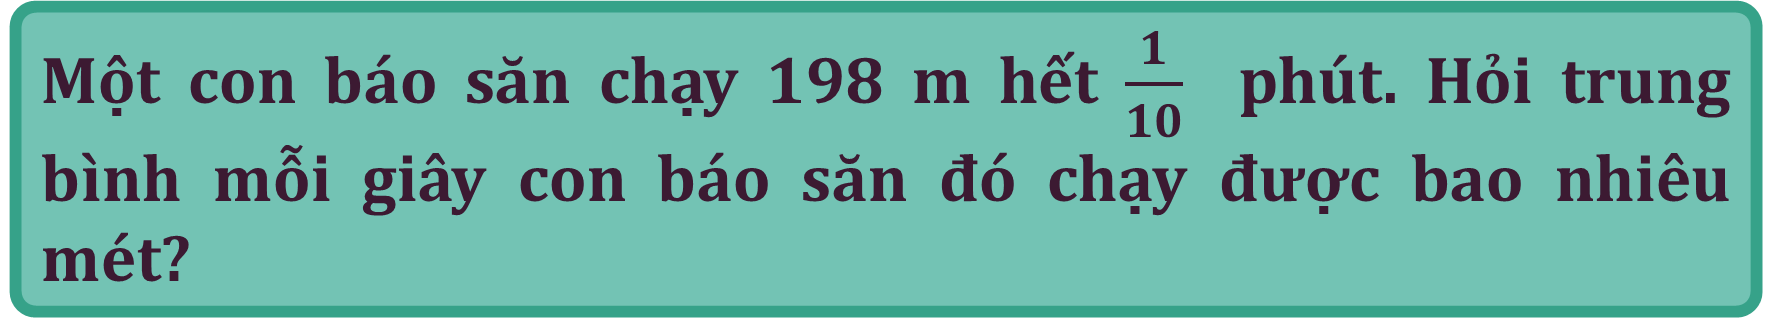 Một con báo săn chạy 198 m hết 1/10 phút. Hỏi trung
bình mỗi giây con báo săn đó chạy được bao nhiêu
mét?